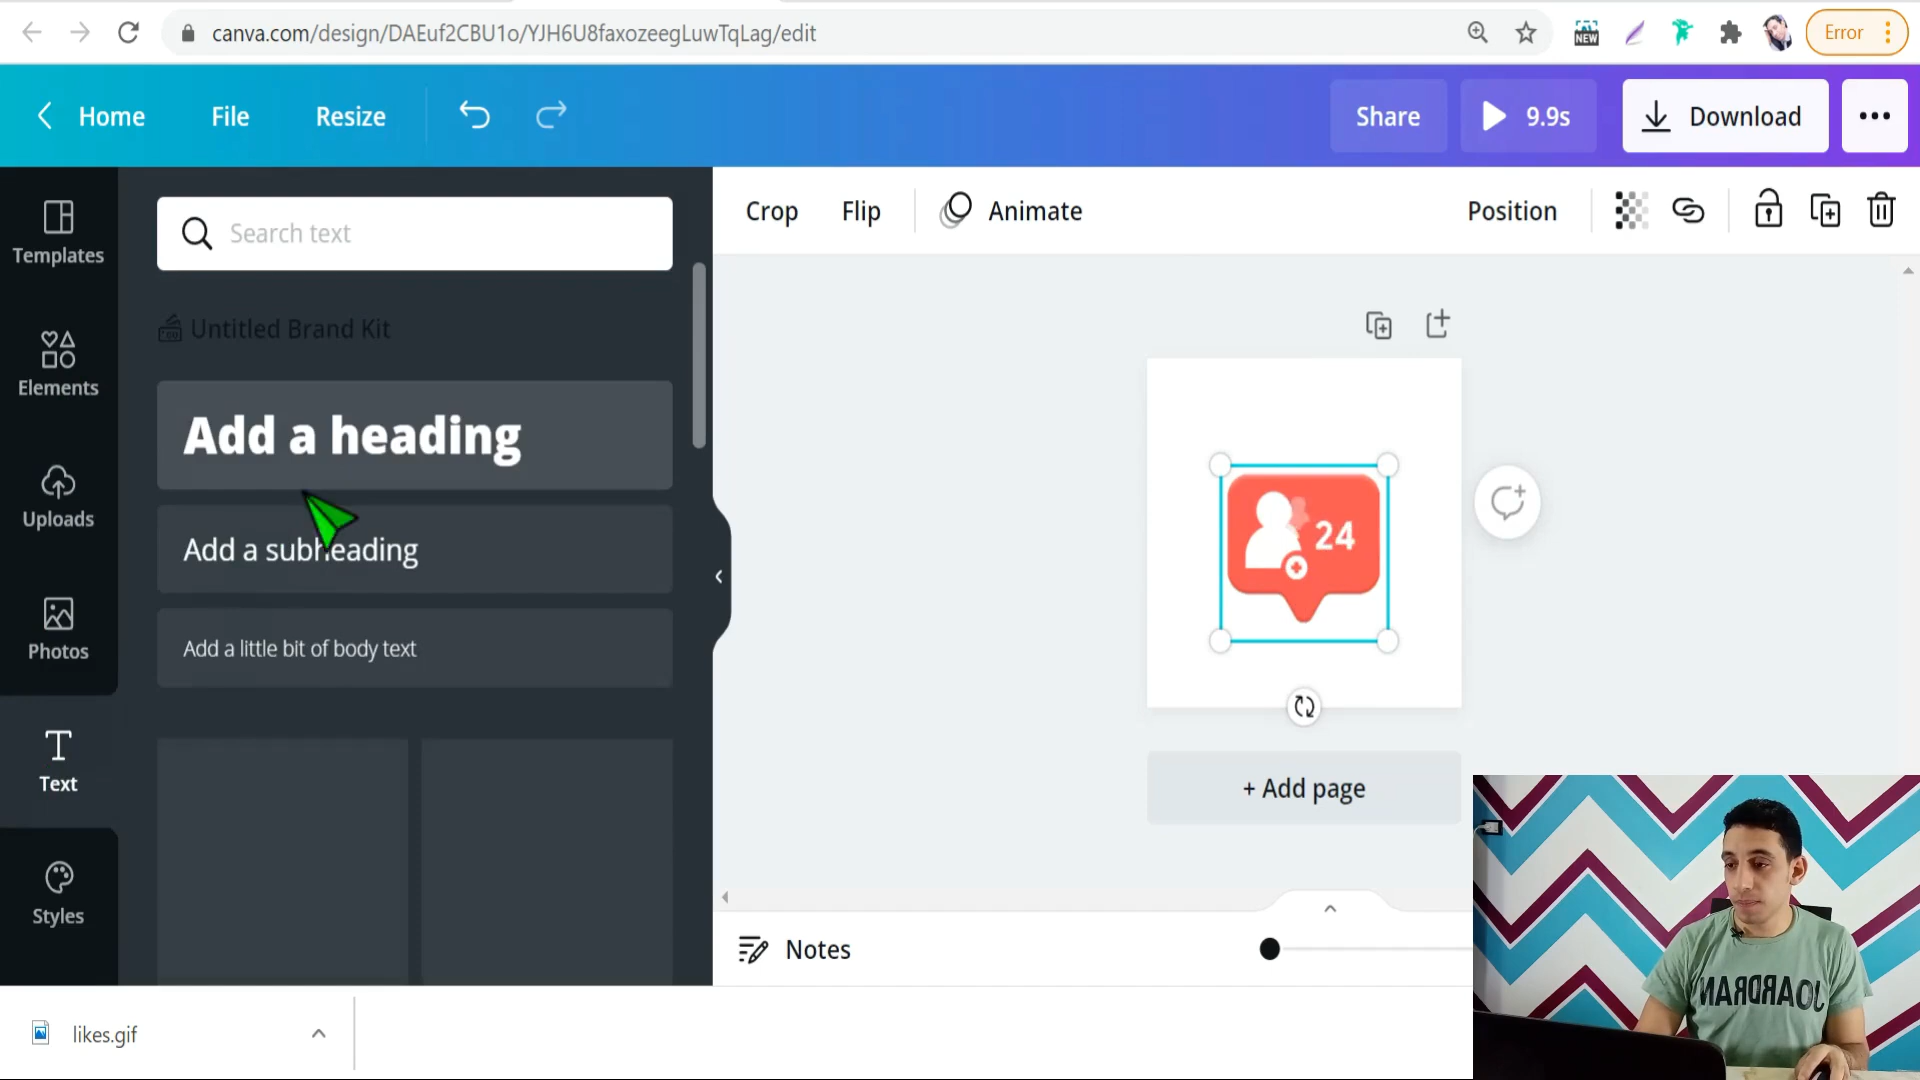 canva.com/design/DAEuf2CBU1o/YJH6U8faxozeegLuwTqLag/edit
NEW
Error
Home
File
Resize
Share
9.9s
Download
Templates
Elements
Uploads
Photos
Text
Styles
Search text
Untitled Brand Kit
Add a heading
Add a subheading
Add a little bit of body text
Crop
Flip
Animate
Position
24
+ Add page
Notes
likes.gif
JOARDRAN